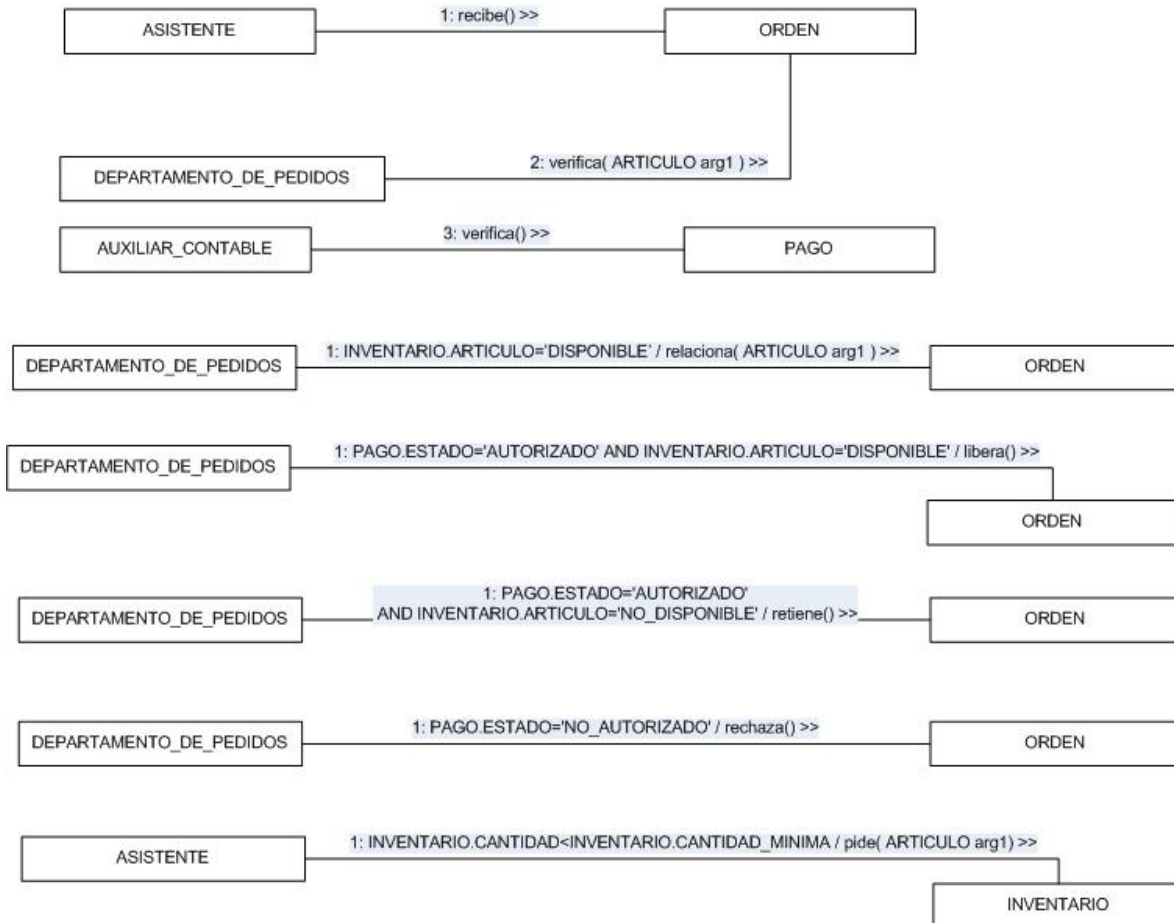 ASISTENTE
1: recibe() >>
ORDEN
DEPARTAMENTO_DE_PEDIDOS
2: verifica( ARTICULO arg1 ) >>
AUXILIAR_CONTABLE
3: verifica() >>
PAGO
DEPARTAMENTO_DE_PEDIDOS
1: INVENTARIO.ARTICULO='DISPONIBLE' / relaciona( ARTICULO arg1 ) >>
ORDEN
DEPARTAMENTO_DE_PEDIDOS
1: PAGO.ESTADO='AUTORIZADO' AND INVENTARIO.ARTICULO='DISPONIBLE' / libera() >>
ORDEN
DEPARTAMENTO_DE_PEDIDOS
1: PAGO.ESTADO='AUTORIZADO'
AND INVENTARIO.ARTICULO='NO_DISPONIBLE' / retiene() >>
ORDEN
DEPARTAMENTO_DE_PEDIDOS
1: PAGO.ESTADO='NO_AUTORIZADO' / rechaza() >>
ORDEN
ASISTENTE
1: INVENTARIO.CANTIDAD<INVENTARIO.CANTIDAD_MINIMA / pide( ARTICULO arg1) >>
INVENTARIO